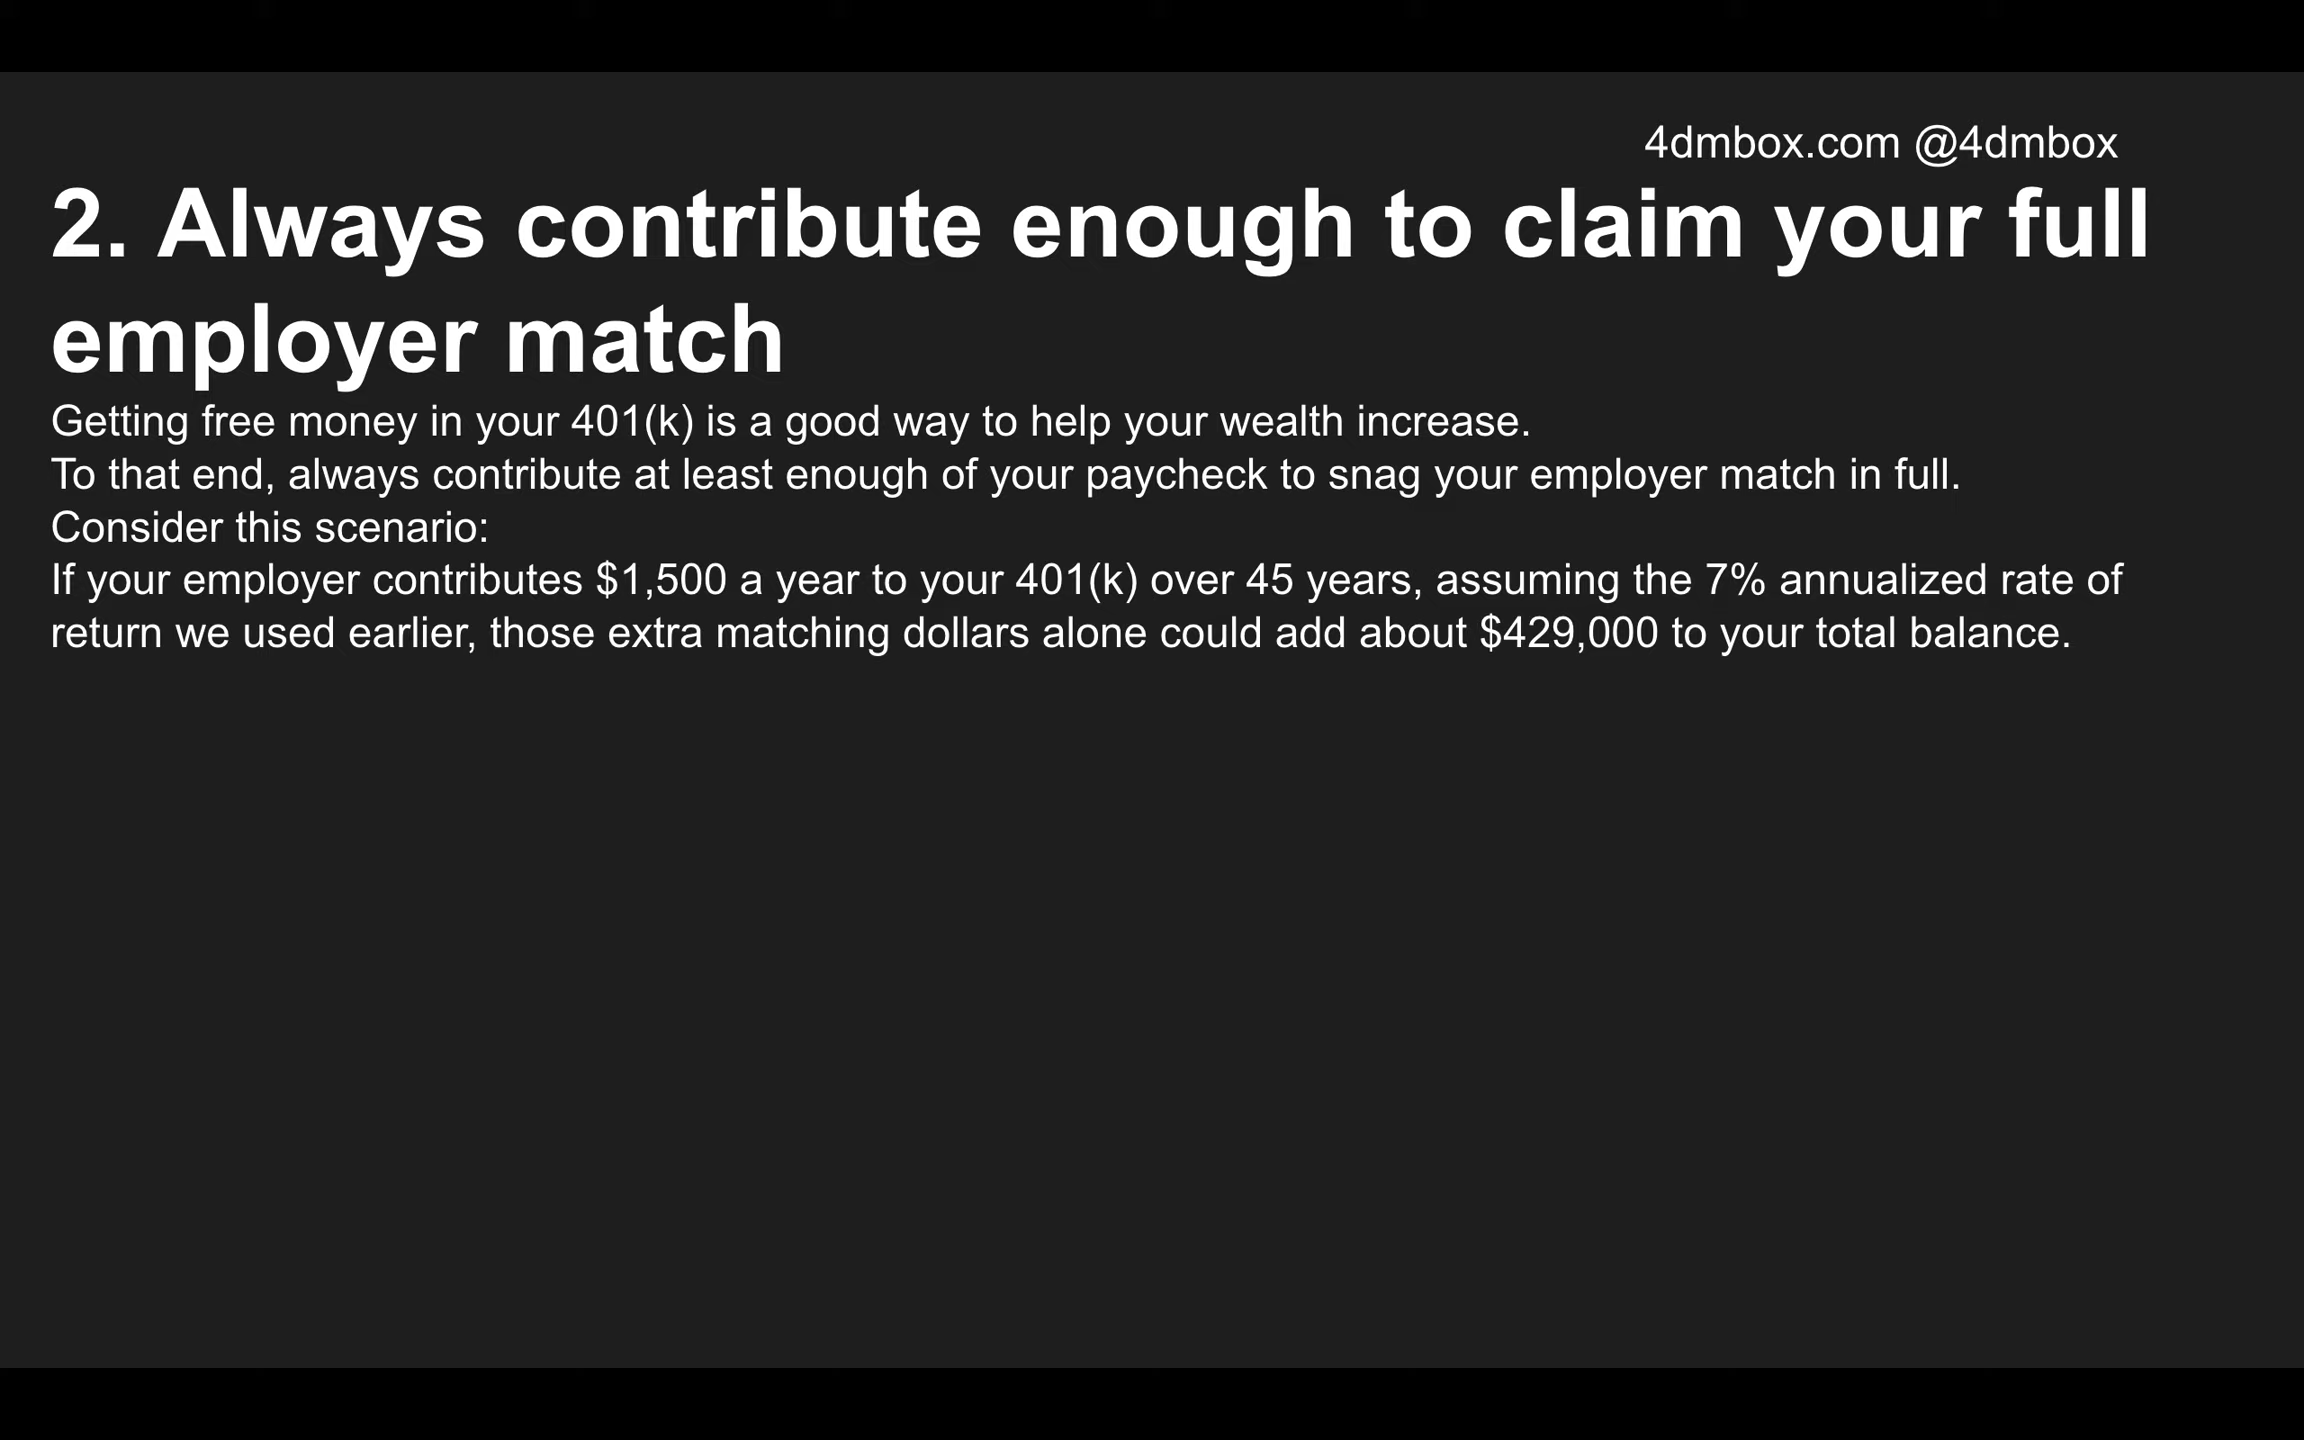 4dmbox.com @4dmbox
2. Always contribute enough to claim your full
employer match
Getting free money in your 401(k) is a good way to help your wealth increase.
To that end, always contribute at least enough of your paycheck to snag your employer match in full.
Consider this scenario:
If your employer contributes $1,500 a year to your 401(k) over 45 years, assuming the 7% annualized rate of
return we used earlier, those extra matching dollars alone could add about $429,000 to your total balance.